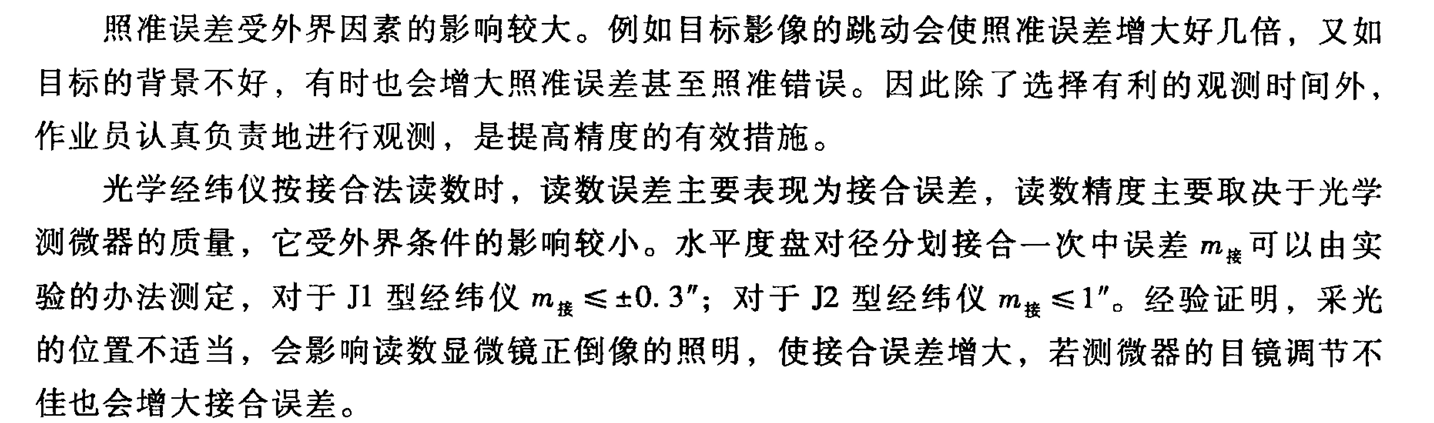 照准误差受外界因素的影响较大。例如目标影像的跳动会使照准误差增大好几倍，又如
目标的背景不好，有时也会增大照准误差甚至照准错误。因此除了选择有利的观测时间外，
作业员认真负责地进行观测，是提高精度的有效措施。
光学经纬仪按接合法读数时，读数误差主要表现为接合误差，读数精度主要取决于光学
测微器的质量，它受外界条件的影响较小。水平度盘对径分划接合一次中误差 m接可以由实
验的办法测定，对于 J1 型经纬仪 m接≤±0.3″；对于 J2 型经纬仪 m接≤1″。经验证明，采光
的位置不适当，会影响读数显微镜正倒像的照明，使接合误差增大，若测微器的目镜调节不
佳也会增大接合误差。